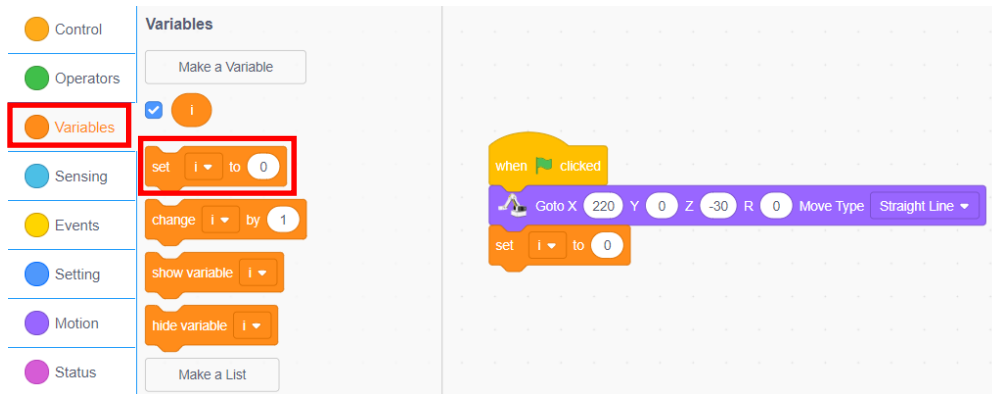 Control
Operators
Variables
Sensing
Events
Setting
Motion
Status
Variables
Make a Variable
i
set i to 0
change i by 1
show variable i
hide variable i
Make a List
when clicked
Goto X 220 Y 0 Z -30 R 0 Move Type Straight Line
set i to 0